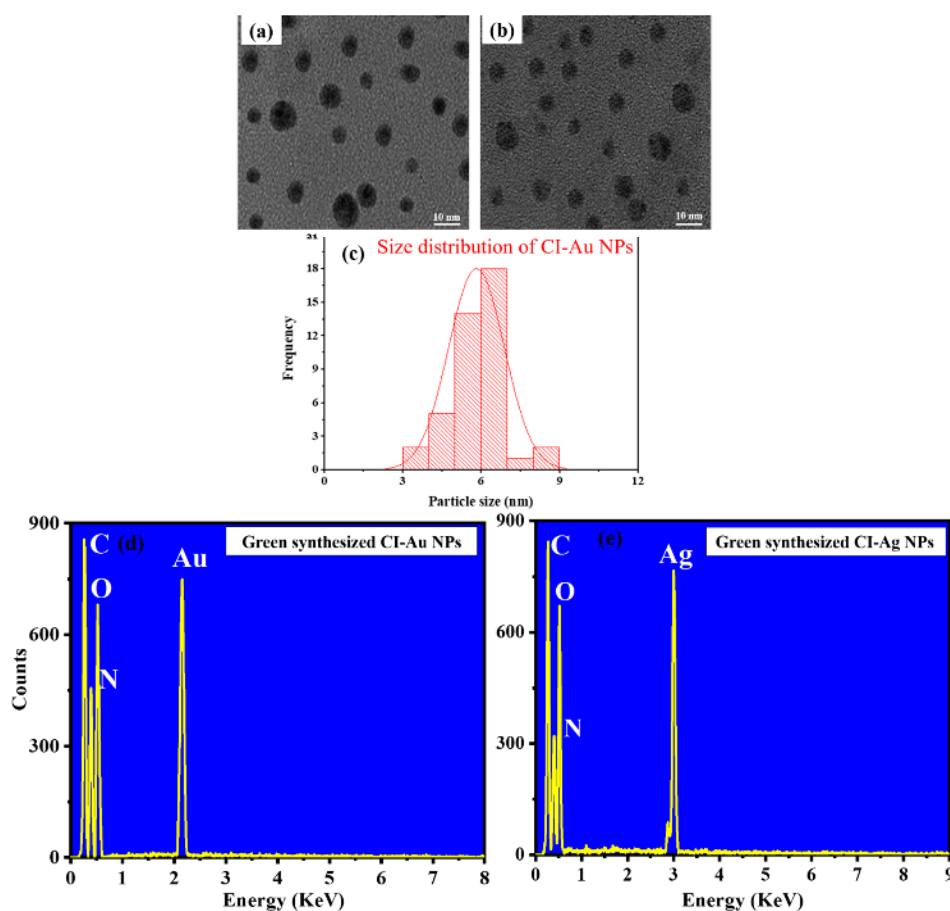 (a)
(b)
10 nm
10 nm
(c)
Size distribution of CI-Au NPs
21
18
15
12
9
6
3
0
Frequency
0 3 6 9 12
Particle size (nm)
(d)
Green synthesized CI-Au NPs
C
O
N
Au
900
600
300
0
Counts
0 1 2 3 4 5 6 7 8
Energy (KeV)
(e)
Green synthesized CI-Ag NPs
C
O
N
Ag
900
600
300
0
0 1 2 3 4 5 6 7 8 9
Energy (KeV)